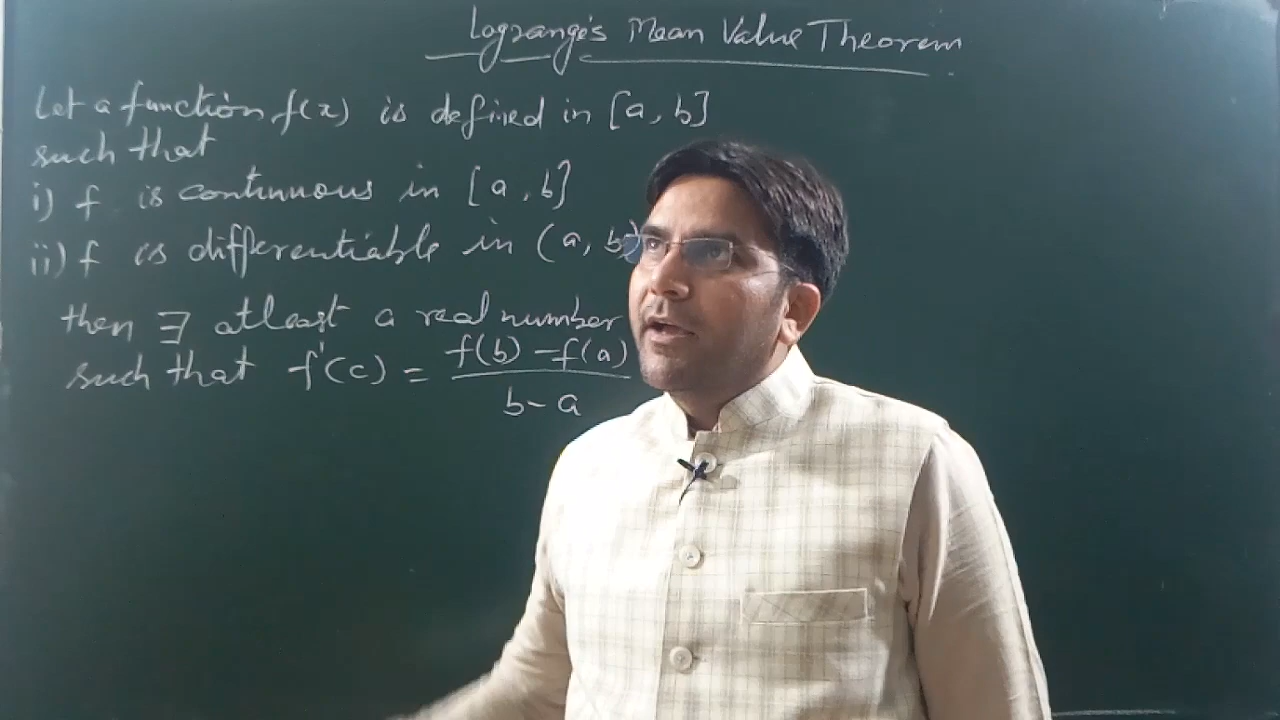 Lagrange's Mean Value Theorem
Let a function f(x) is defined in [a, b]
such that
i) f is continuous in [a, b]
ii) f is differentiable in (a, b)
then ∃ atleast a real number
such that f'(c) = f(b) - f(a) / b - a